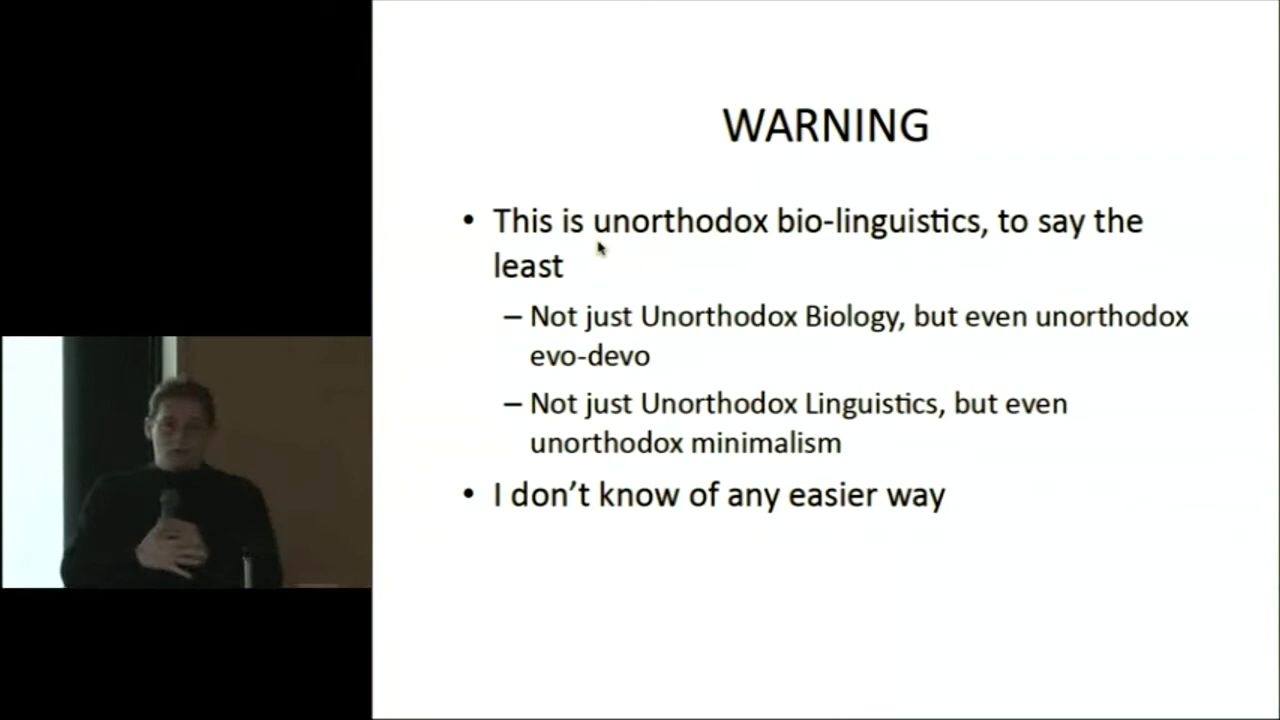 WARNING
• This is unorthodox bio-linguistics, to say the
least
– Not just Unorthodox Biology, but even unorthodox
evo-devo
– Not just Unorthodox Linguistics, but even
unorthodox minimalism
• I don’t know of any easier way